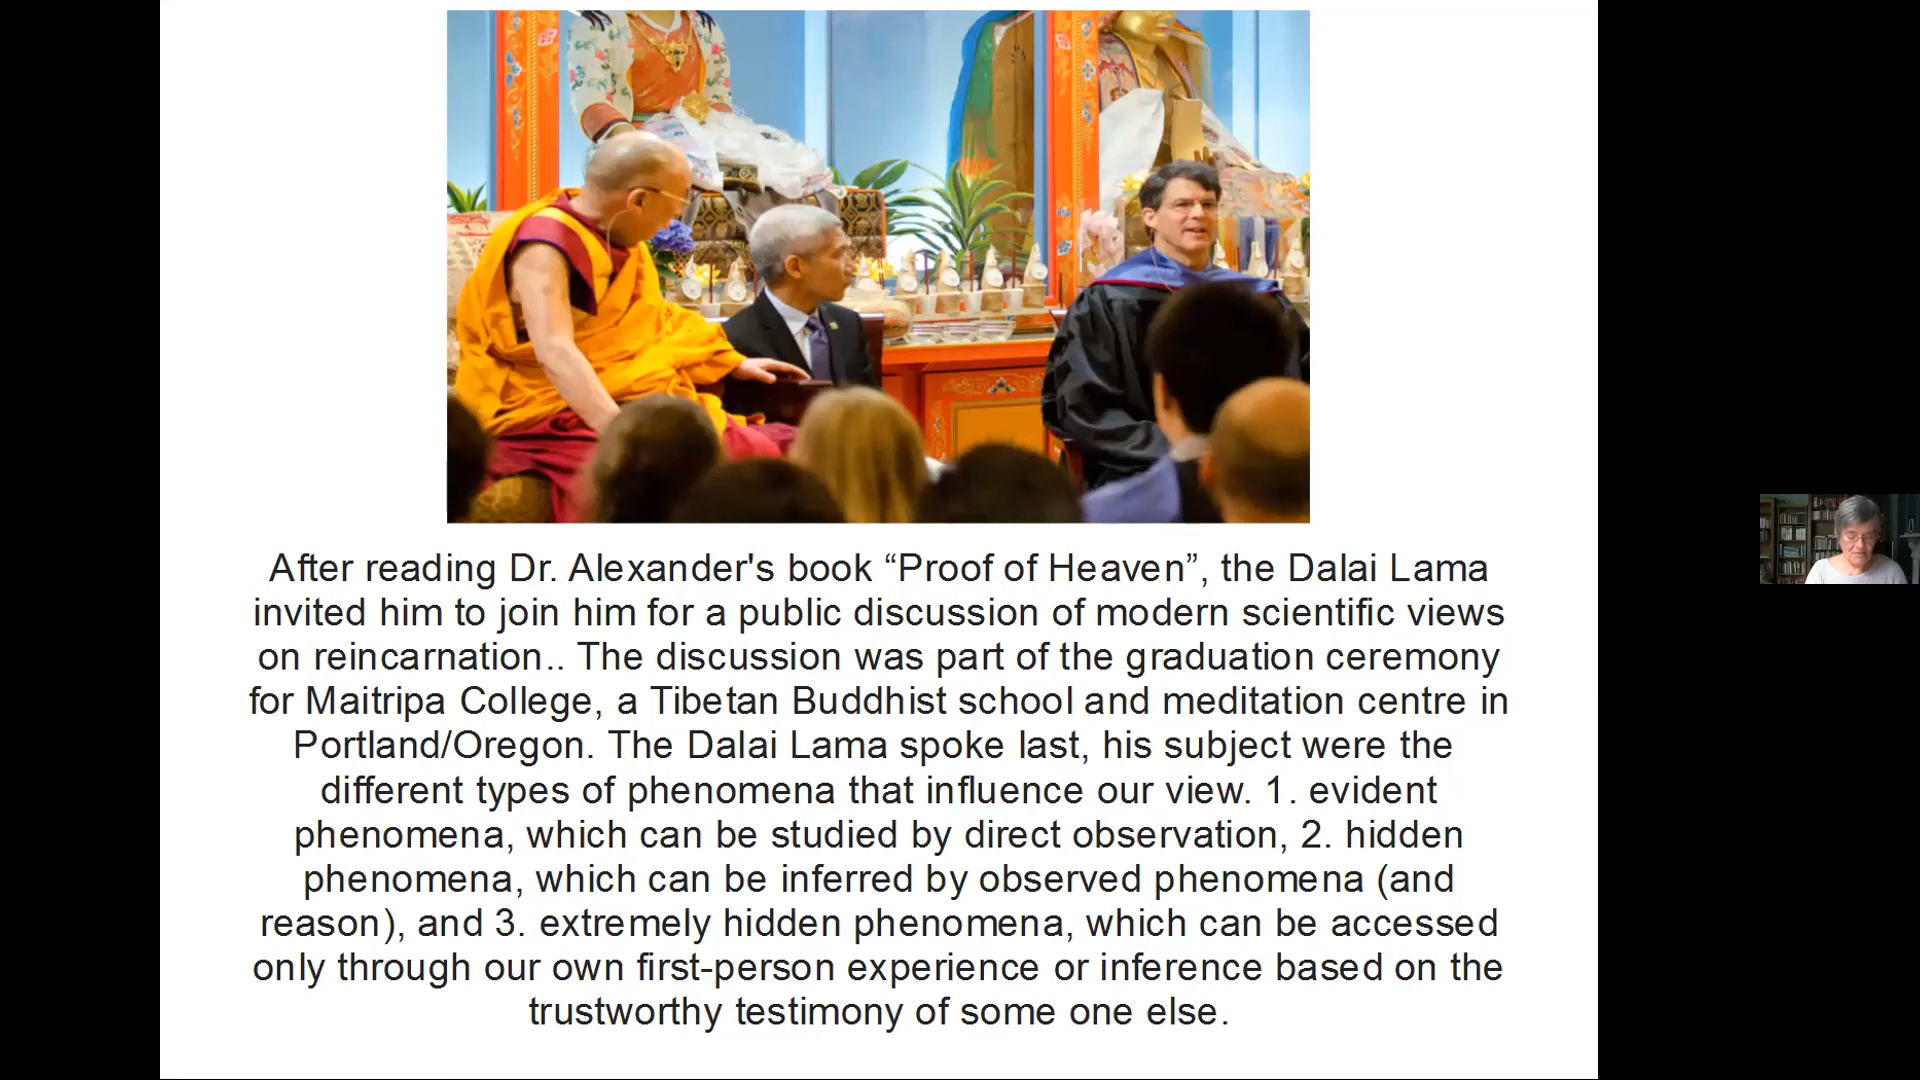 After reading Dr. Alexander's book “Proof of Heaven”, the Dalai Lama
invited him to join him for a public discussion of modern scientific views
on reincarnation.. The discussion was part of the graduation ceremony
for Maitripa College, a Tibetan Buddhist school and meditation centre in
Portland/Oregon. The Dalai Lama spoke last, his subject were the
different types of phenomena that influence our view. 1. evident
phenomena, which can be studied by direct observation, 2. hidden
phenomena, which can be inferred by observed phenomena (and
reason), and 3. extremely hidden phenomena, which can be accessed
only through our own first-person experience or inference based on the
trustworthy testimony of some one else.